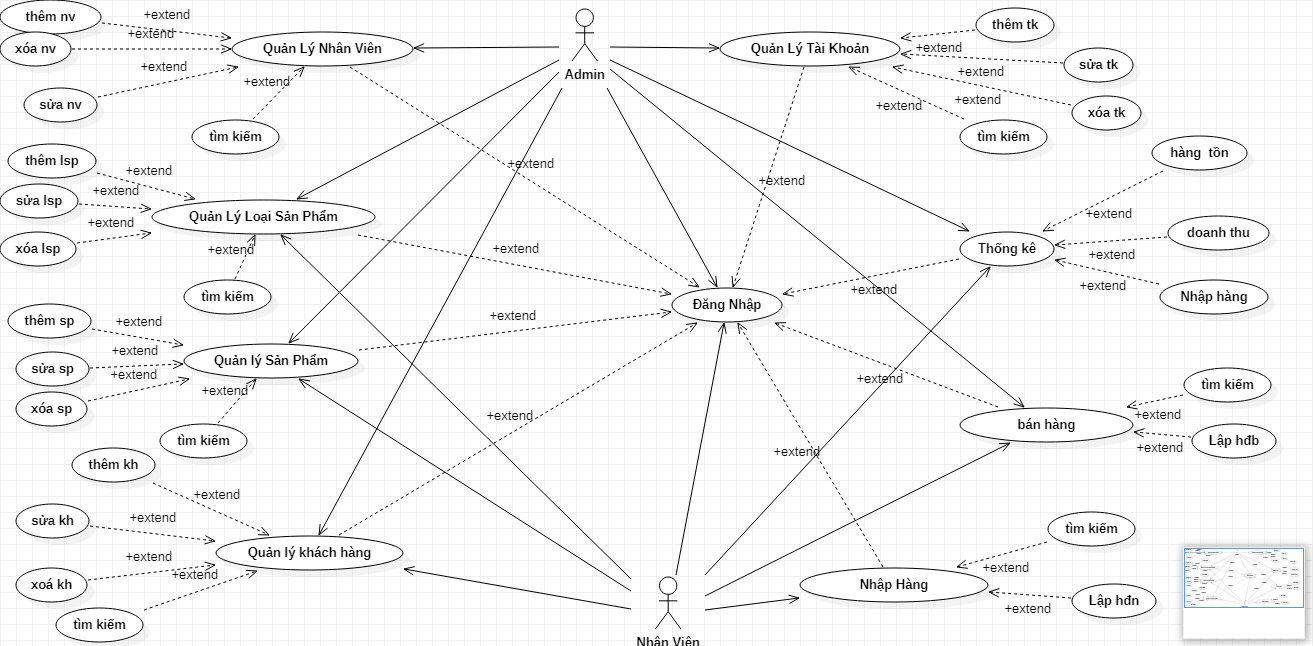 thêm nv
+extend
+extend
xóa nv
Quản Lý Nhân Viên
+extend
+extend
sửa nv
tìm kiếm
Admin
Quản Lý Tài Khoản
thêm tk
+extend
sửa tk
+extend
+extend
+extend
xóa tk
tìm kiếm
hàng tồn
+extend
+extend
thêm lsp
+extend
+extend
sửa lsp
+extend
Quản Lý Loại Sản Phẩm
xóa lsp
+extend
+extend
tìm kiếm
+extend
doanh thu
Thống kê
+extend
+extend
Nhập hàng
+extend
Đăng Nhập
thêm sp
+extend
+extend
+extend
sửa sp
Quản lý Sản Phẩm
+extend
+extend
xóa sp
tìm kiếm
+extend
tìm kiếm
+extend
bán hàng
Lập hđb
+extend
+extend
+extend
thêm kh
+extend
sửa kh
+extend
Quản lý khách hàng
+extend
+extend
xoá kh
tìm kiếm
tìm kiếm
+extend
Nhập Hàng
Lập hđn
+extend
Nhân Viên